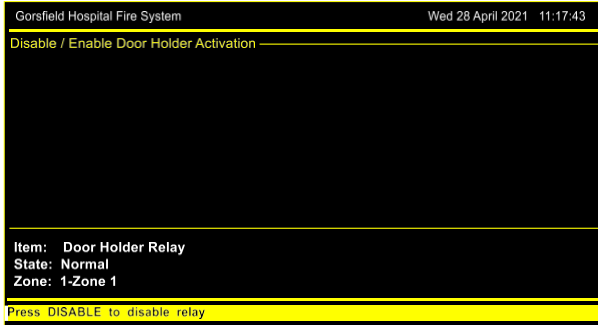 Gorsfield Hospital Fire System Wed 28 April 2021 11:17:43
Disable / Enable Door Holder Activation
Item: Door Holder Relay
State: Normal
Zone: 1-Zone 1
Press DISABLE to disable relay